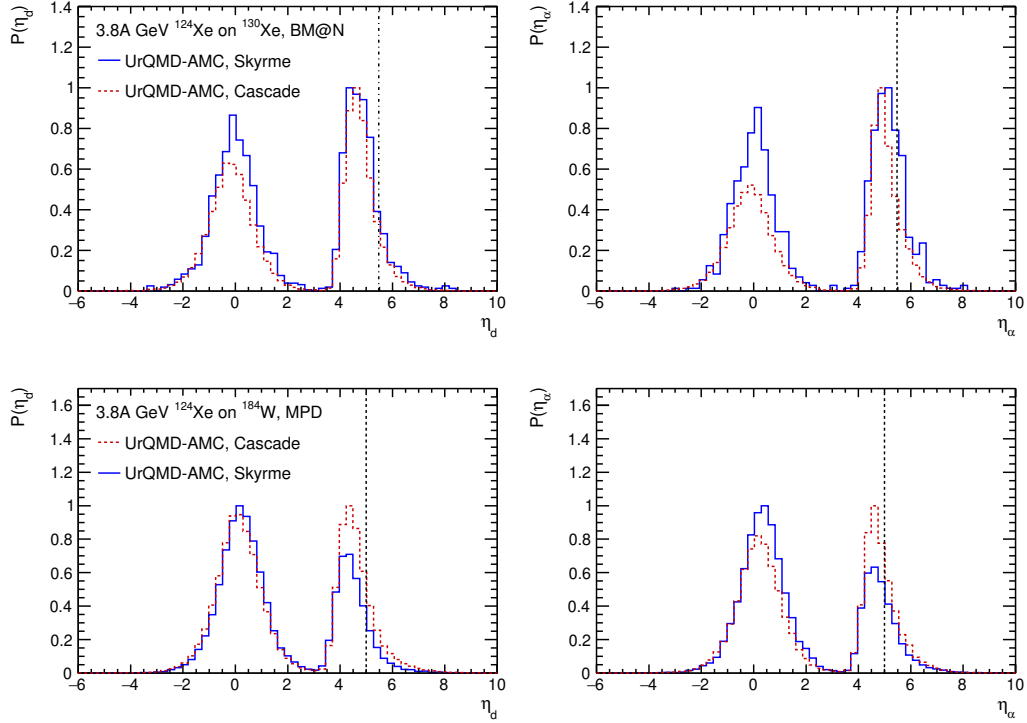 P(η_d)
1.4
1.2
1
0.8
0.6
0.4
0.2
0
3.8A GeV ¹²⁴Xe on ¹³⁰Xe, BM@N
UrQMD-AMC, Skyrme
UrQMD-AMC, Cascade
−6 −4 −2 0 2 4 6 8 10
η_d
P(η_α)
1.4
1.2
1
0.8
0.6
0.4
0.2
0
−6 −4 −2 0 2 4 6 8 10
η_α
P(η_d)
1.6
1.4
1.2
1
0.8
0.6
0.4
0.2
0
3.8A GeV ¹²⁴Xe on ¹⁸⁴W, MPD
UrQMD-AMC, Cascade
UrQMD-AMC, Skyrme
−6 −4 −2 0 2 4 6 8 10
η_d
P(η_α)
1.6
1.4
1.2
1
0.8
0.6
0.4
0.2
0
−6 −4 −2 0 2 4 6 8 10
η_α